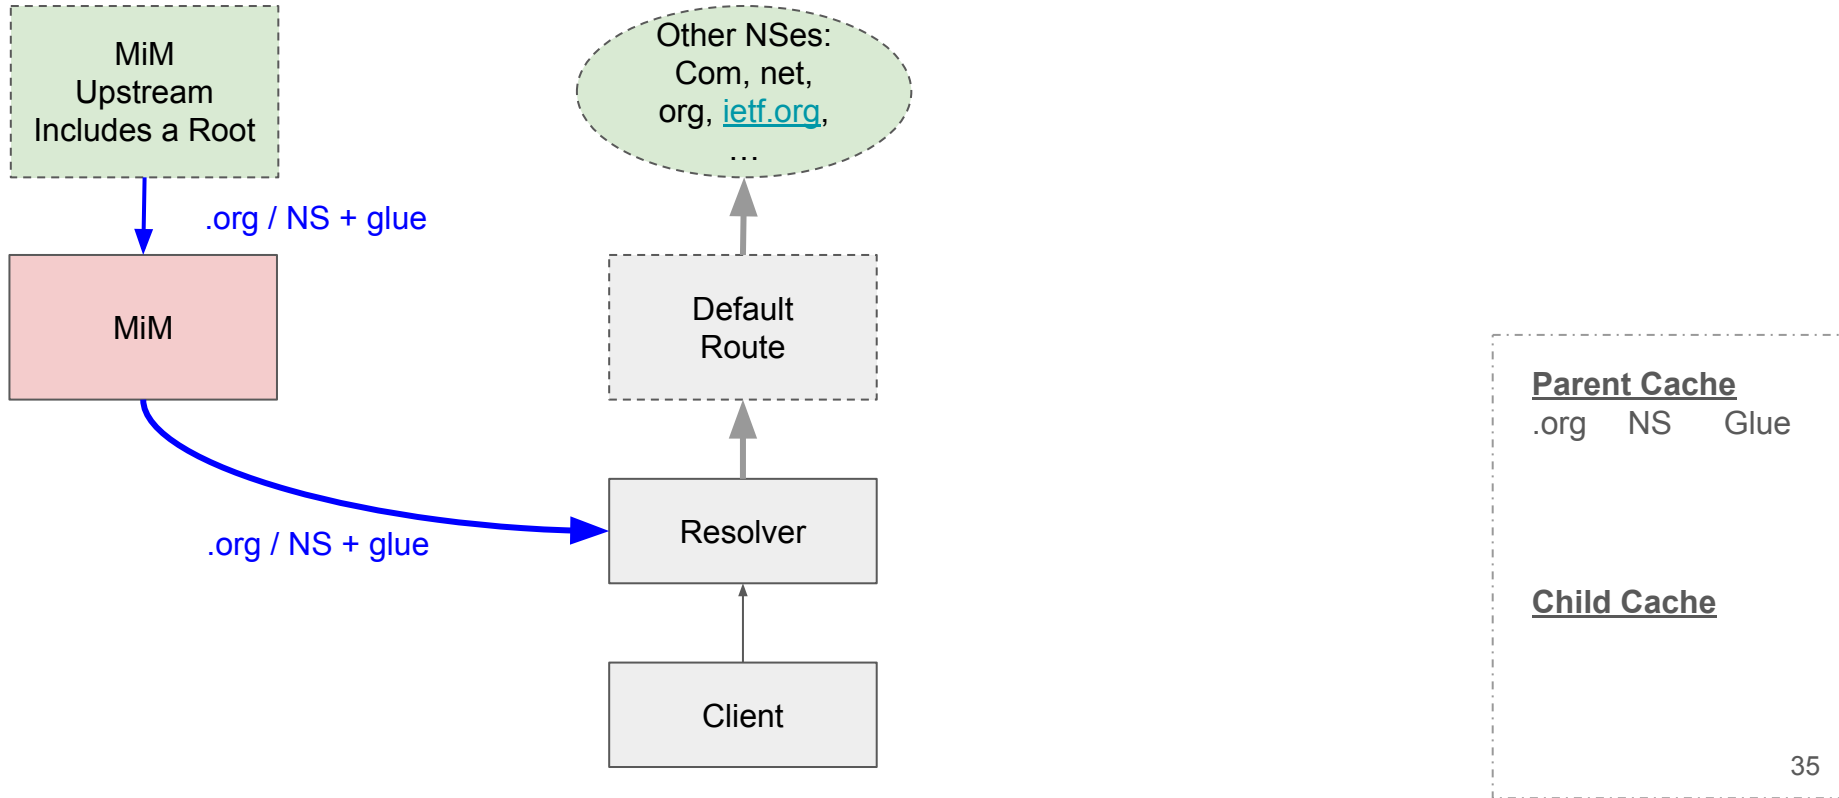 MiM
Upstream
Includes a Root
Other NSes:
Com, net,
org, ietf.org,
…
.org / NS + glue
MiM
Default
Route
Parent Cache
.org NS Glue
.org / NS + glue
Resolver
Child Cache
Client
35